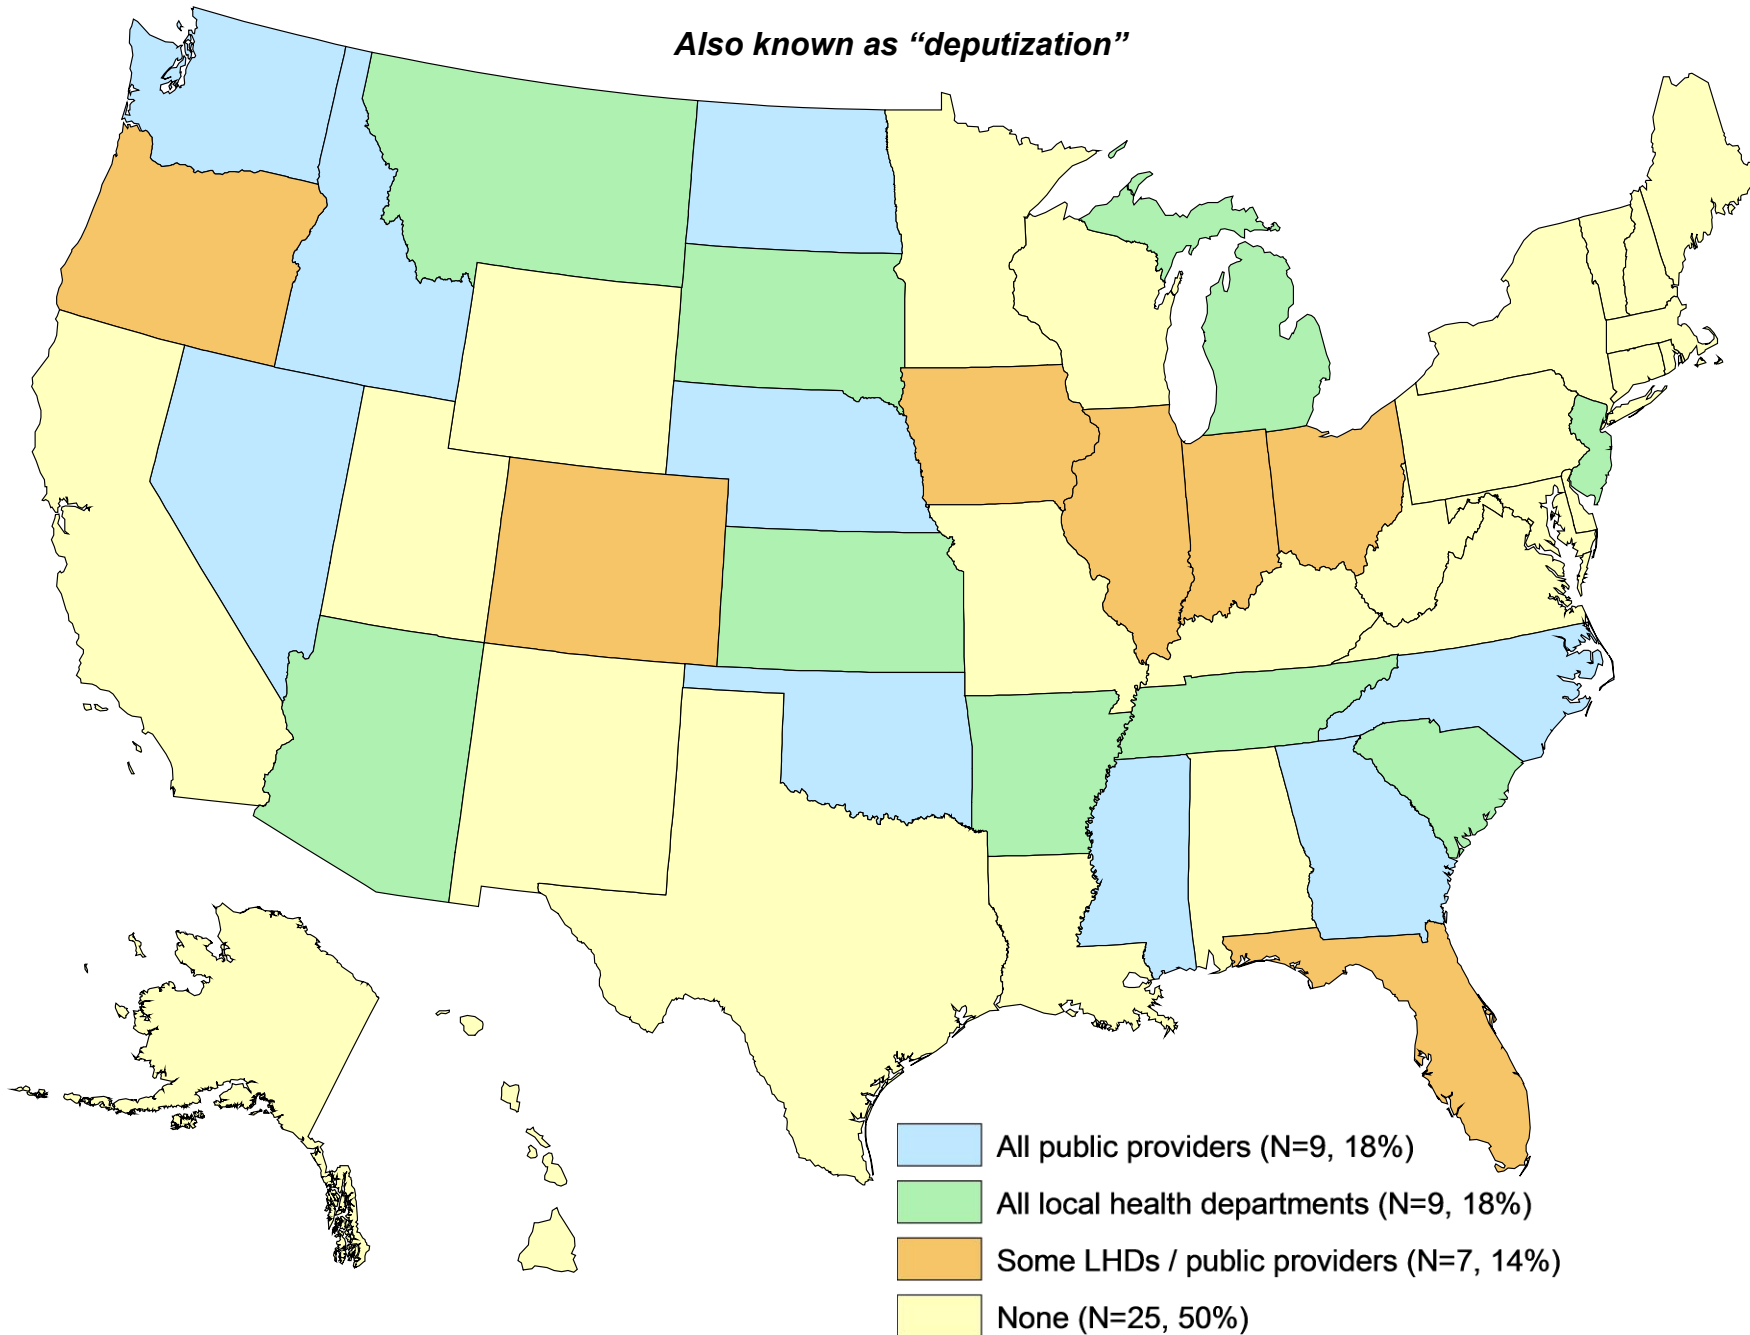 Also known as “deputization”
All public providers (N=9, 18%)
All local health departments (N=9, 18%)
Some LHDs / public providers (N=7, 14%)
None (N=25, 50%)